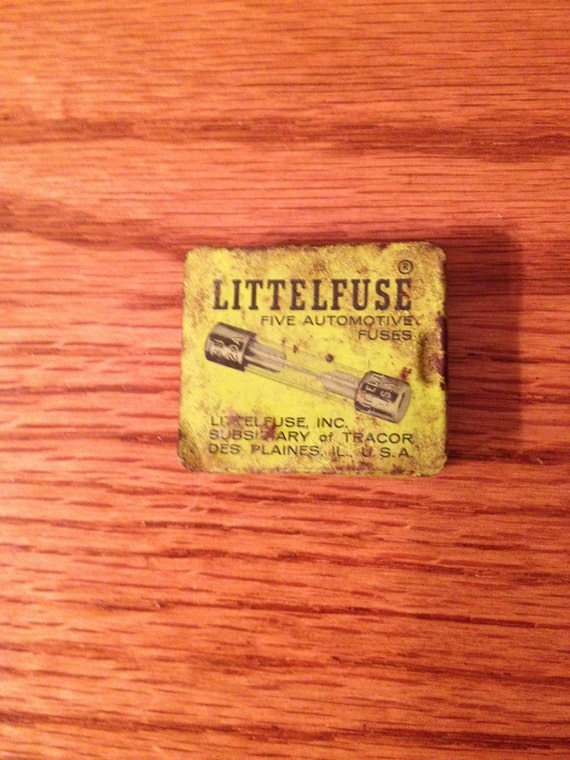 LITTELFUSE®
FIVE AUTOMOTIVE
FUSES
LITTELFUSE, INC.
SUBSIDIARY of TRACOR
DES PLAINES, IL., U.S.A.